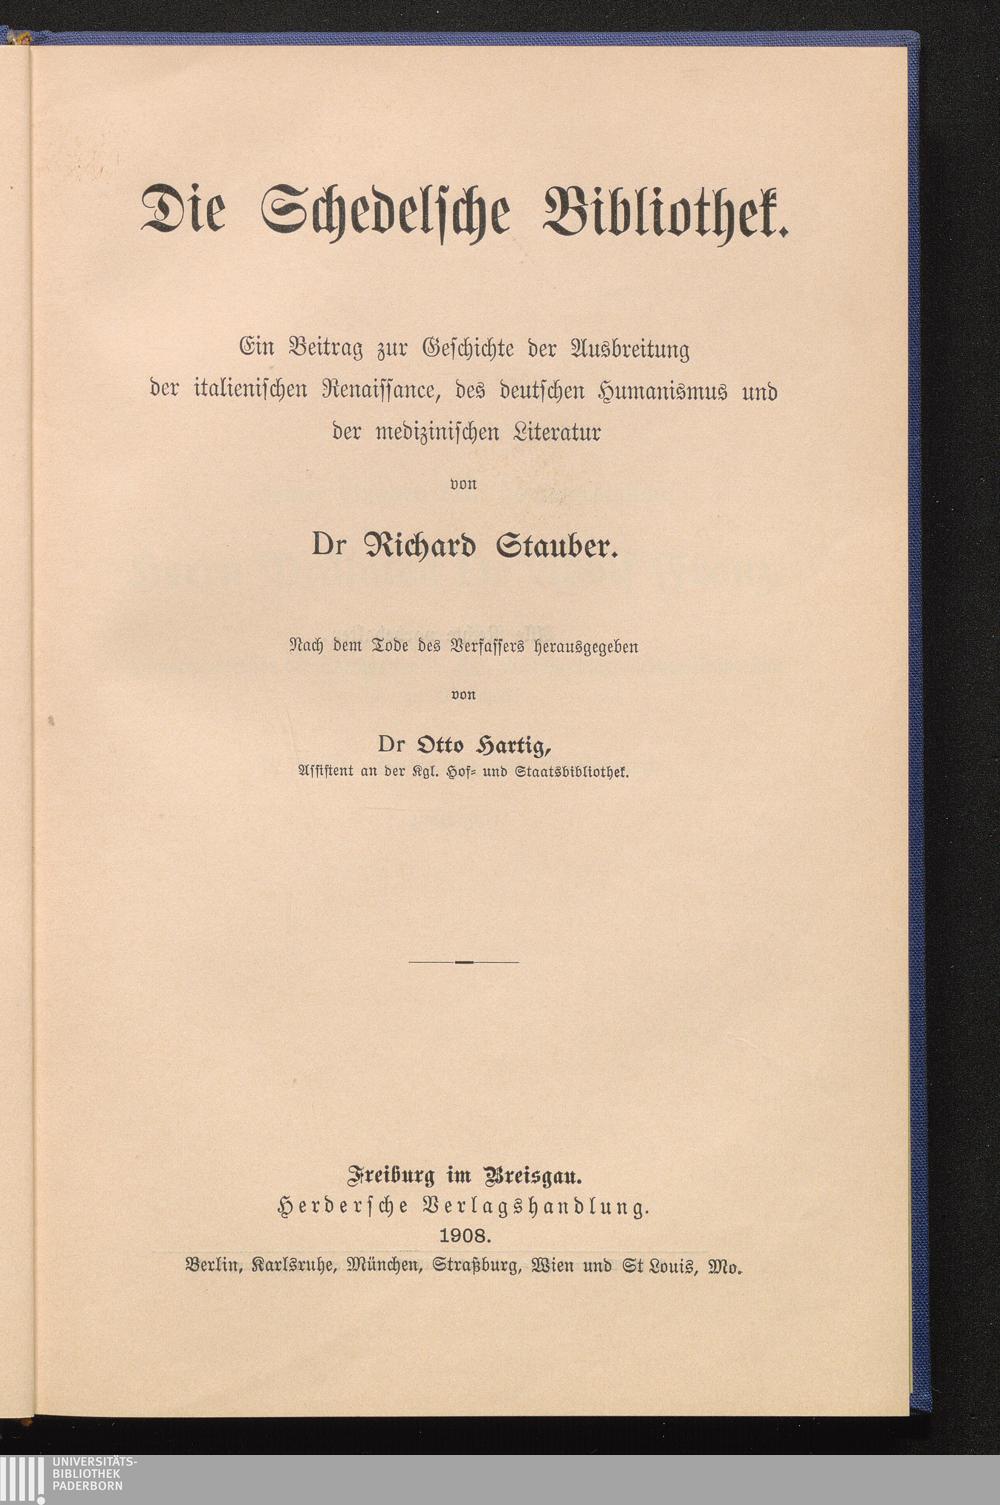 Die Schedelsche Bibliothek.
Ein Beitrag zur Geschichte der Ausbreitung
der italienischen Renaissance, des deutschen Humanismus und
der medizinischen Literatur
von
Dr Richard Stauber.
Nach dem Tode des Verfassers herausgegeben
von
Dr Otto Hartig,
Assistent an der Kgl. Hof- und Staatsbibliothek.
Freiburg im Breisgau.
Herdersche Verlagshandlung.
1908.
Berlin, Karlsruhe, München, Straßburg, Wien und St Louis, Mo.
UNIVERSITÄTS-
BIBLIOTHEK
PADERBORN